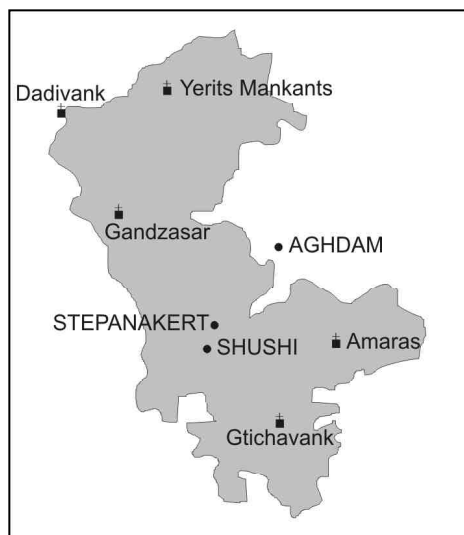 Yerits Mankants
Dadivank
Gandzasar
AGHDAM
STEPANAKERT
SHUSHI
Amaras
Gtichavank